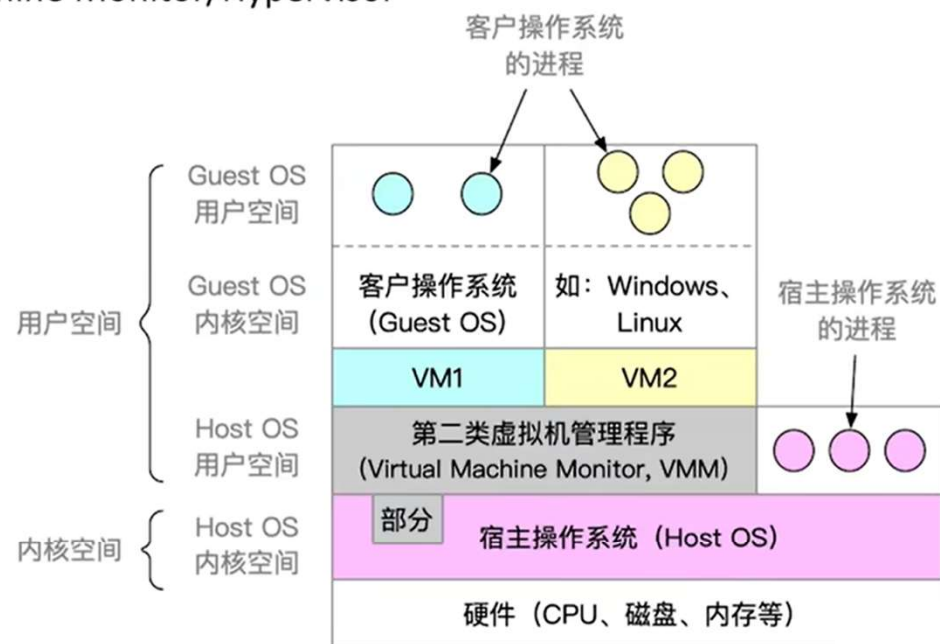 客户操作系统
的进程
Guest OS
用户空间
Guest OS
内核空间
客户操作系统
(Guest OS)
如：Windows、
Linux
宿主操作系统
的进程
用户空间
VM1
VM2
Host OS
用户空间
第二类虚拟机管理程序
(Virtual Machine Monitor, VMM)
内核空间
Host OS
内核空间
部分
宿主操作系统（Host OS）
硬件（CPU、磁盘、内存等）